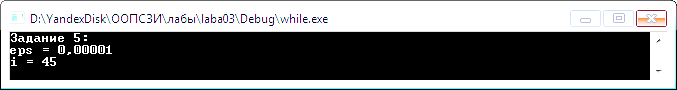 D:\YandexDisk\ООПСЗИ\лабы\laba03\Debug\while.exe
Задание 5:
eps = 0,00001
i = 45